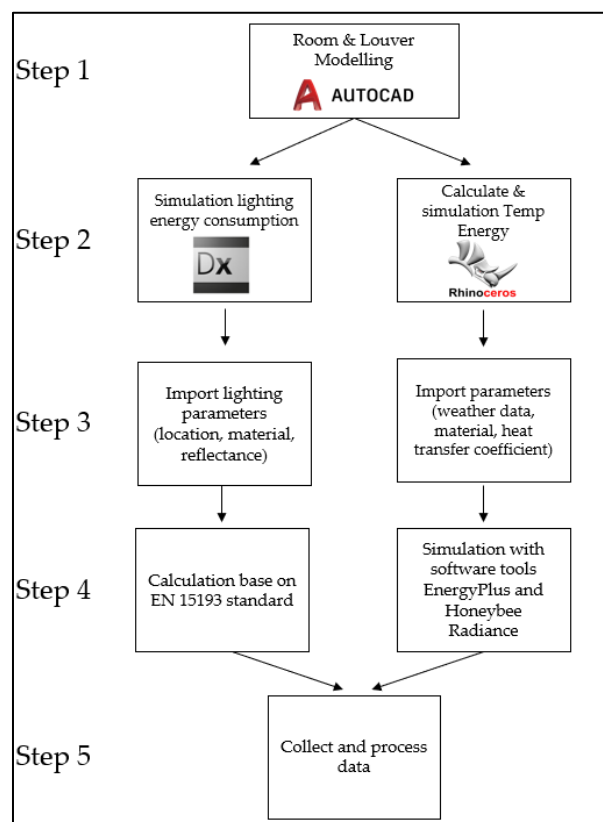 Step 1
Room & Louver
Modelling
A AUTOCAD
Step 2
Simulation lighting
energy consumption
Dx
Calculate &
simulation Temp
Energy
Rhinoceros
Step 3
Import lighting
parameters
(location, material,
reflectance)
Import parameters
(weather data,
material, heat
transfer coefficient)
Step 4
Calculation base on
EN 15193 standard
Simulation with
software tools
EnergyPlus and
Honeybee
Radiance
Step 5
Collect and process
data